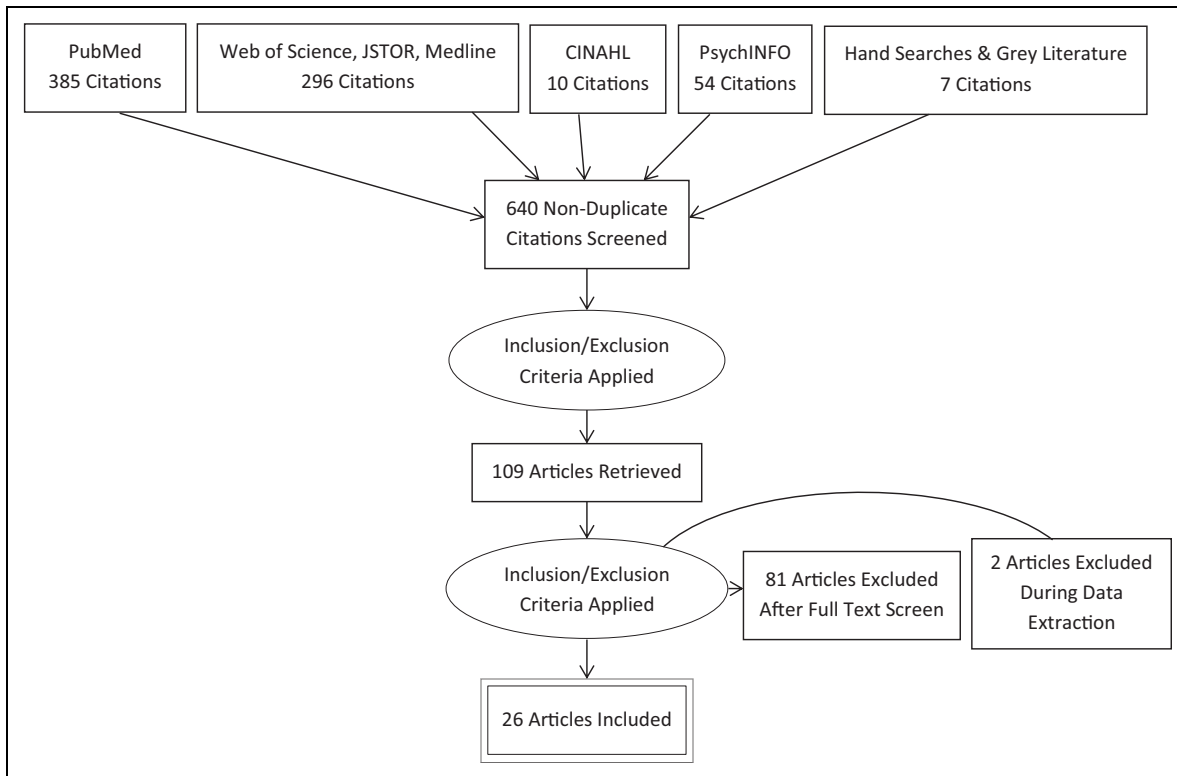 PubMed
385 Citations
Web of Science, JSTOR, Medline
296 Citations
CINAHL
10 Citations
PsychINFO
54 Citations
Hand Searches & Grey Literature
7 Citations
640 Non-Duplicate
Citations Screened
Inclusion/Exclusion
Criteria Applied
109 Articles Retrieved
Inclusion/Exclusion
Criteria Applied
81 Articles Excluded
After Full Text Screen
2 Articles Excluded
During Data
Extraction
26 Articles Included